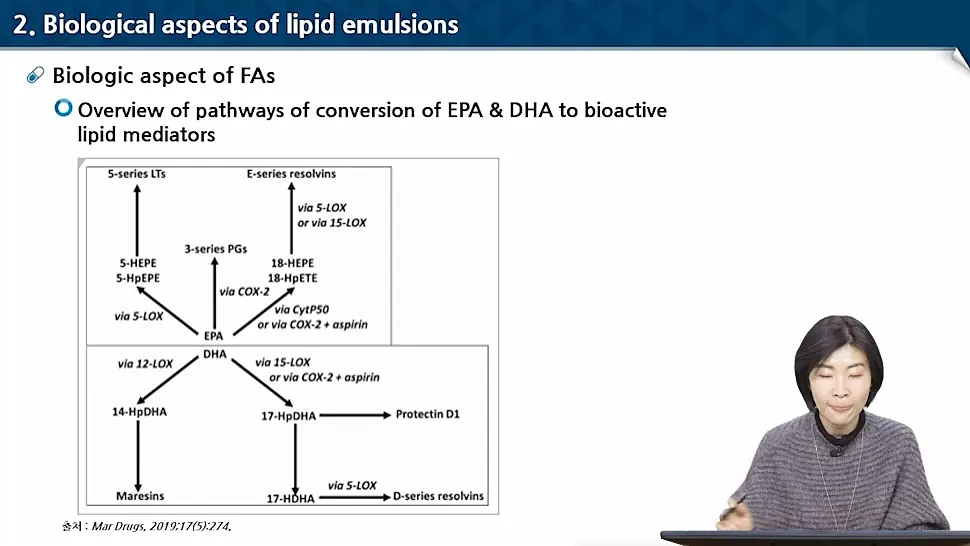 2. Biological aspects of lipid emulsions
Biologic aspect of FAs
Overview of pathways of conversion of EPA & DHA to bioactive
lipid mediators
5-series LTs
E-series resolvins
via 5-LOX
or via 15-LOX
3-series PGs
5-HEPE
5-HpEPE
18-HEPE
18-HpETE
via COX-2
via 5-LOX
via CytP50
or via COX-2 + aspirin
EPA
DHA
via 12-LOX
via 15-LOX
or via COX-2 + aspirin
14-HpDHA
17-HpDHA
Protectin D1
via 5-LOX
Maresins
17-HDHA
D-series resolvins
출처 : Mar Drugs, 2019;17(5):274.